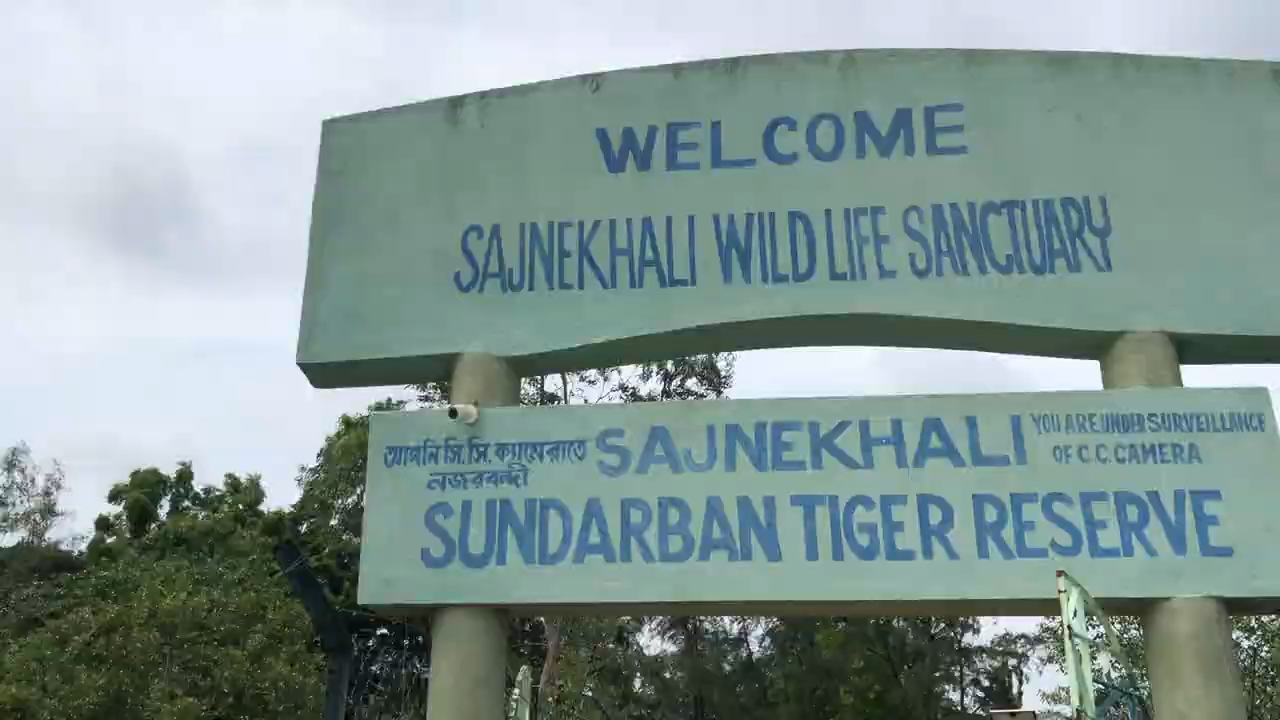 WELCOME
SAJNEKHALI WILD LIFE SANCTUARY
আপনি সি.সি. ক্যামেরাতে
নজরবন্দী
SAJNEKHALI
YOU ARE UNDER SURVEILLANCE
OF C.C. CAMERA
SUNDARBAN TIGER RESERVE